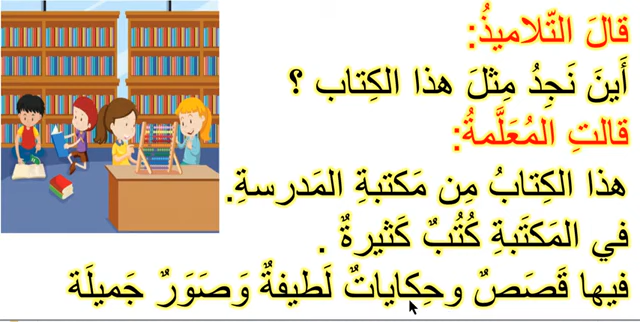 قالَ التّلاميذُ:
أَينَ نَجِدُ مِثلَ هذا الكِتاب ؟
قالتِ المُعَلَّمةُ:
هذا الكِتابُ مِن مَكتبةِ المَدرسةِ.
في المَكتَبةِ كُتُبٌ كَثيرةٌ .
فيها قَصَصٌ وحِكاياتٌ لَطيفةٌ وَصَوَرٌ جَميلَة